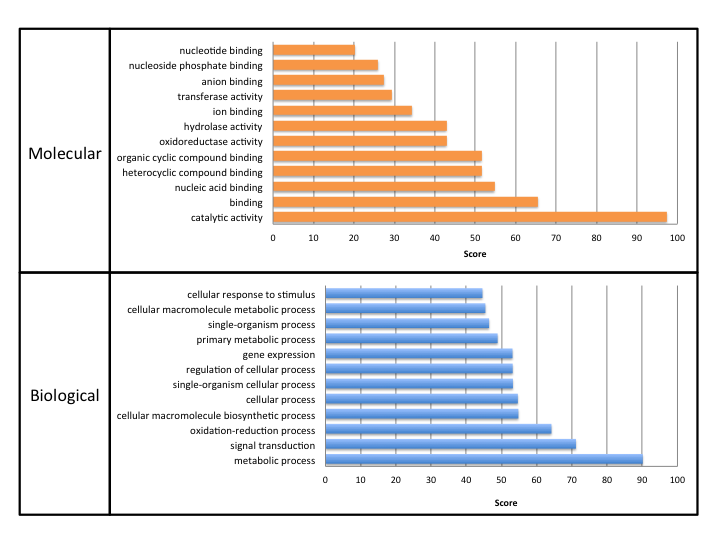 Molecular
nucleotide binding
nucleoside phosphate binding
anion binding
transferase activity
ion binding
hydrolase activity
oxidoreductase activity
organic cyclic compound binding
heterocyclic compound binding
nucleic acid binding
binding
catalytic activity
0 10 20 30 40 50 60 70 80 90 100
Score
Biological
cellular response to stimulus
cellular macromolecule metabolic process
single-organism process
primary metabolic process
gene expression
regulation of cellular process
single-organism cellular process
cellular process
cellular macromolecule biosynthetic process
oxidation-reduction process
signal transduction
metabolic process
0 10 20 30 40 50 60 70 80 90 100
Score